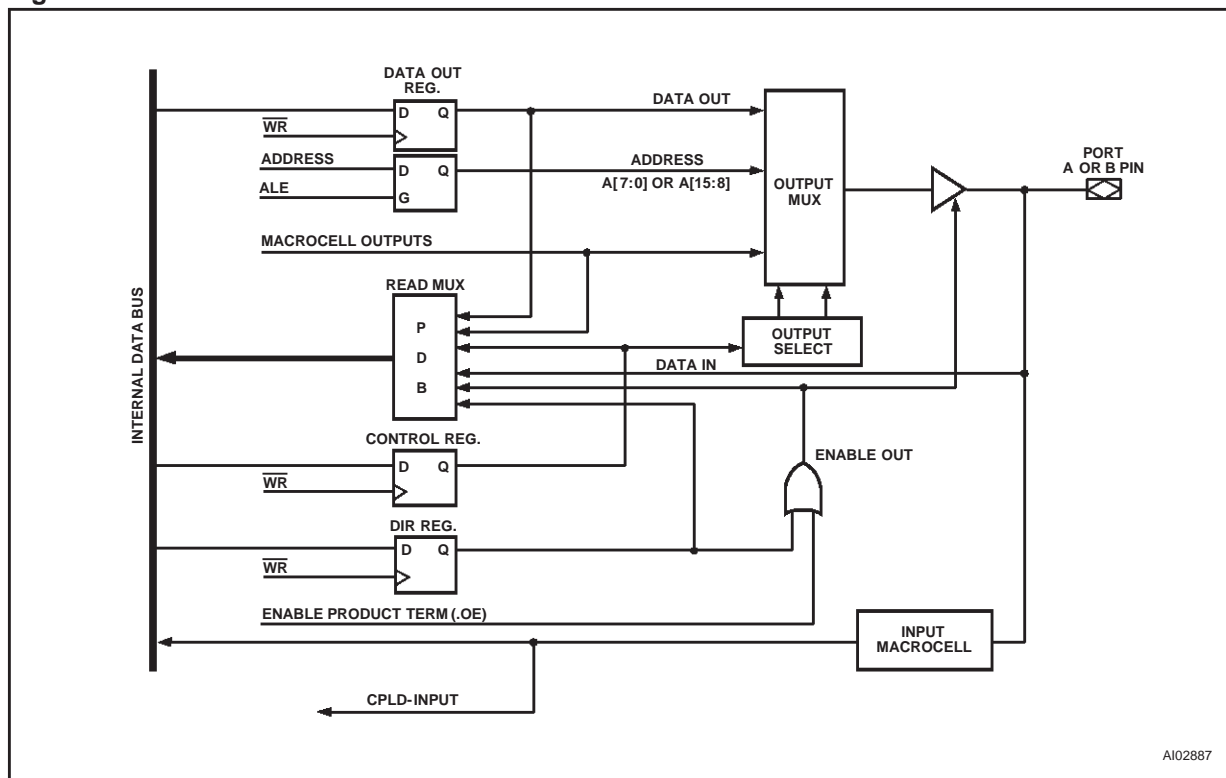 DATA OUT
REG.
D Q
WR
DATA OUT
ADDRESS
ALE
D Q
G
ADDRESS
A[7:0] OR A[15:8]
OUTPUT
MUX
PORT
A OR B PIN
MACROCELL OUTPUTS
READ MUX
P
D
B
OUTPUT
SELECT
DATA IN
INTERNAL DATA BUS
CONTROL REG.
D Q
WR
ENABLE OUT
DIR REG.
D Q
WR
ENABLE PRODUCT TERM (.OE)
INPUT
MACROCELL
CPLD-INPUT
AI02887